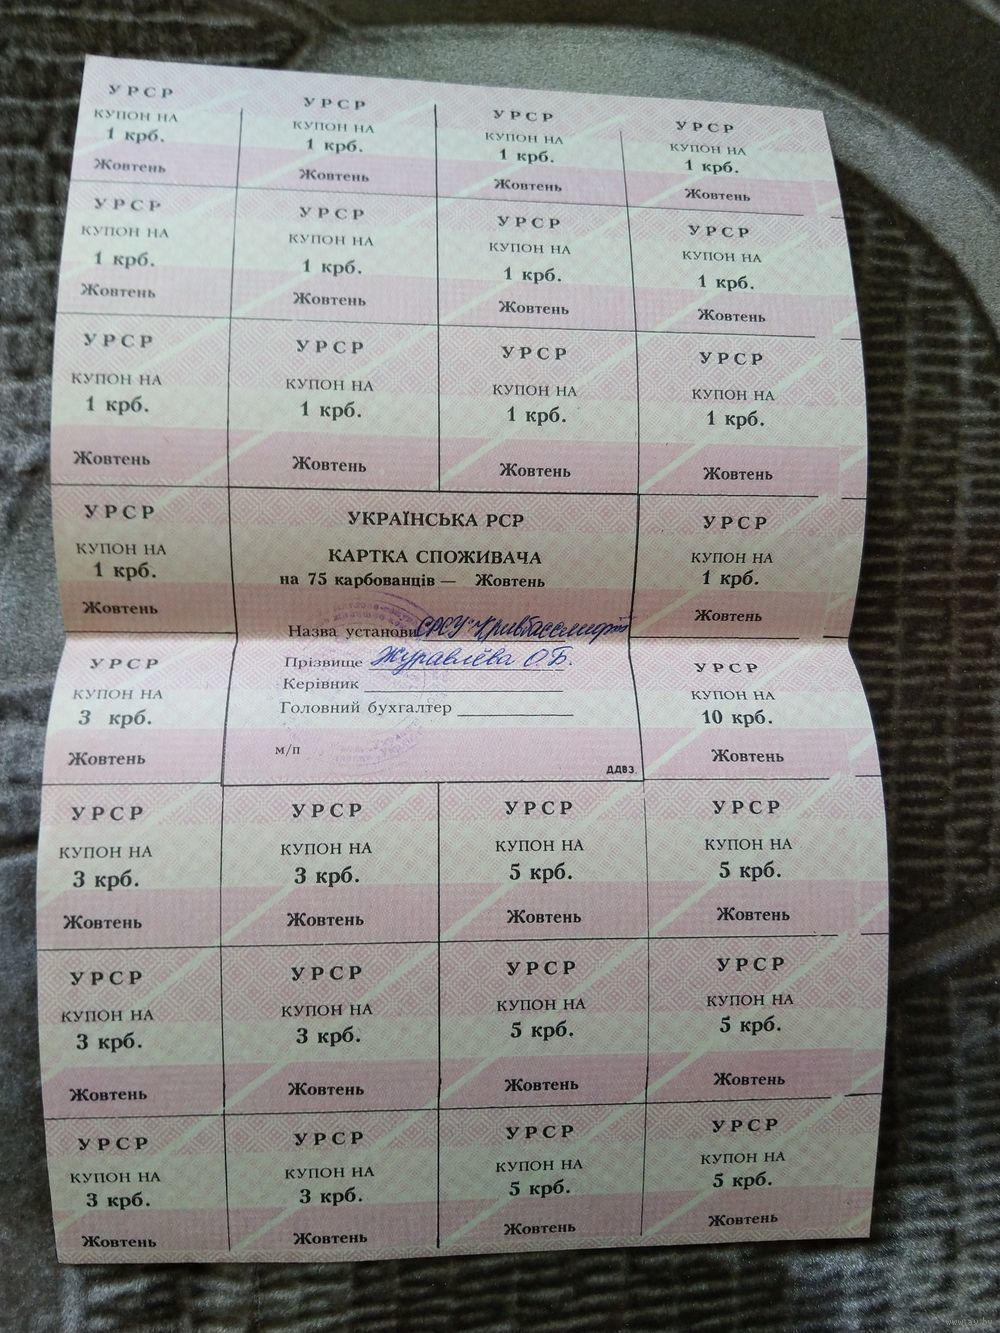 УРСР УРСР УРСР УРСР
КУПОН НА КУПОН НА КУПОН НА КУПОН НА
1 крб. 1 крб. 1 крб. 1 крб.
Жовтень Жовтень Жовтень Жовтень
УРСР УРСР УРСР УРСР
КУПОН НА КУПОН НА КУПОН НА КУПОН НА
1 крб. 1 крб. 1 крб. 1 крб.
Жовтень Жовтень Жовтень Жовтень
УРСР УРСР УРСР УРСР
КУПОН НА КУПОН НА КУПОН НА КУПОН НА
1 крб. 1 крб. 1 крб. 1 крб.
Жовтень Жовтень Жовтень Жовтень
УРСР
КУПОН НА
1 крб.
Жовтень
УКРАЇНСЬКА РСР
КАРТКА СПОЖИВАЧА
на 75 карбованців — Жовтень
Назва установи
Прізвище Журавлёва О.Б.
Керівник
Головний бухгалтер
м/п
ДДВЗ.
УРСР
КУПОН НА
1 крб.
Жовтень
УРСР
КУПОН НА
3 крб.
Жовтень
УРСР
КУПОН НА
10 крб.
Жовтень
УРСР УРСР УРСР УРСР
КУПОН НА КУПОН НА КУПОН НА КУПОН НА
3 крб. 3 крб. 5 крб. 5 крб.
Жовтень Жовтень Жовтень Жовтень
УРСР УРСР УРСР УРСР
КУПОН НА КУПОН НА КУПОН НА КУПОН НА
3 крб. 3 крб. 5 крб. 5 крб.
Жовтень Жовтень Жовтень Жовтень
УРСР УРСР УРСР УРСР
КУПОН НА КУПОН НА КУПОН НА КУПОН НА
3 крб. 3 крб. 5 крб. 5 крб.
Жовтень Жовтень Жовтень Жовтень
www.ay.by